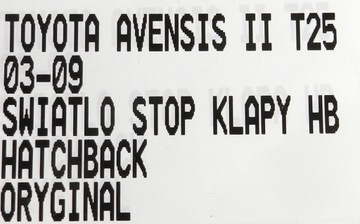 TOYOTA AVENSIS II T25
03-09
SWIATLO STOP KLAPY HB
HATCHBACK
ORYGINAL